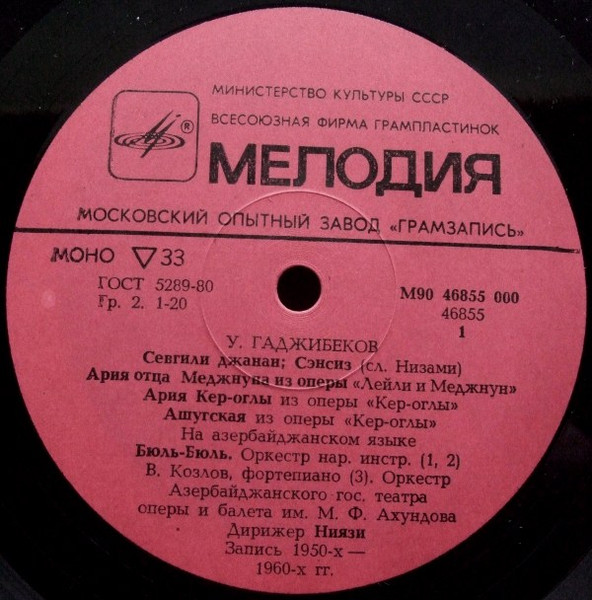 МИНИСТЕРСТВО КУЛЬТУРЫ СССР
ВСЕСОЮЗНАЯ ФИРМА ГРАМПЛАСТИНОК
®
МЕЛОДИЯ
МОСКОВСКИЙ ОПЫТНЫЙ ЗАВОД «ГРАМЗАПИСЬ»
МОНО ▽ 33
ГОСТ 5289-80
Гр. 2. 1-20
М90 46855 000
46855
1
У. ГАДЖИБЕКОВ
Севгили джанан; Сэнсиз (сл. Низами)
Ария отца Меджнуна из оперы «Лейли и Меджнун»
Ария Кер-оглы из оперы «Кер-оглы»
Ашугская из оперы «Кер-оглы»
На азербайджанском языке
Бюль-Бюль. Оркестр нар. инстр. (1, 2)
В. Козлов, фортепиано (3). Оркестр
Азербайджанского гос. театра
оперы и балета им. М. Ф. Ахундова
Дирижер Ниязи
Запись 1950-х —
1960-х гг.